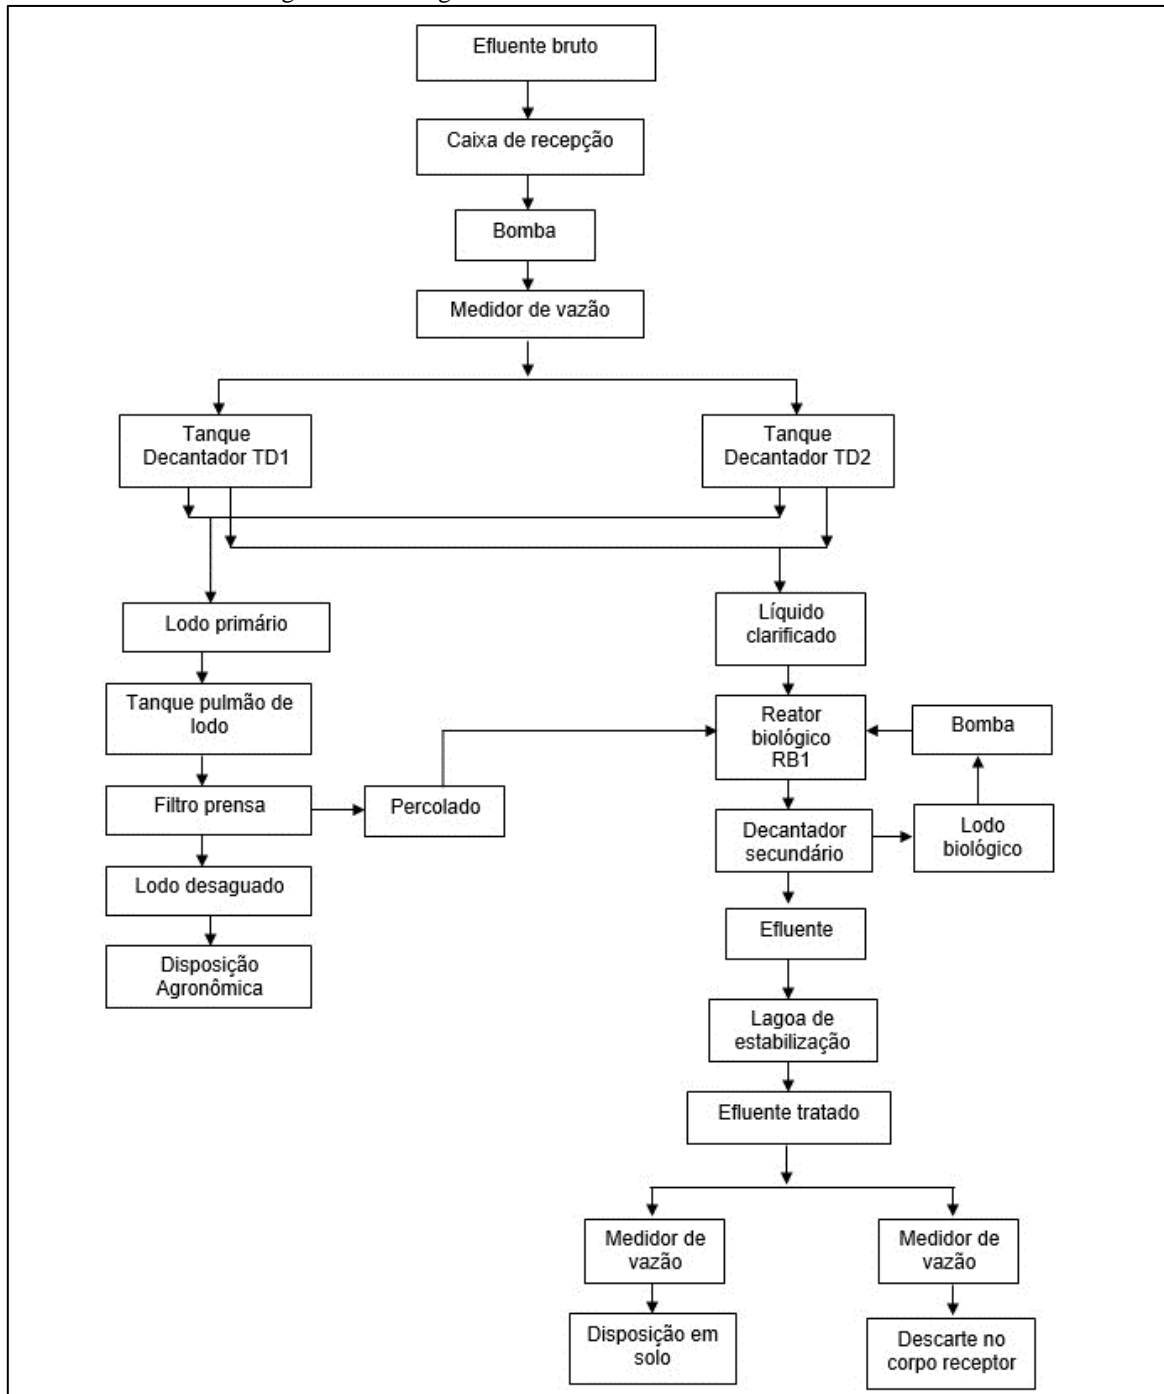 Efluente bruto
Caixa de recepção
Bomba
Medidor de vazão
Tanque
Decantador TD1
Tanque
Decantador TD2
Lodo primário
Líquido
clarificado
Tanque pulmão de
lodo
Reator
biológico
RB1
Bomba
Filtro prensa
Percolado
Decantador
secundário
Lodo
biológico
Lodo desaguado
Efluente
Disposição
Agronômica
Lagoa de
estabilização
Efluente tratado
Medidor de
vazão
Medidor de
vazão
Disposição em
solo
Descarte no
corpo receptor